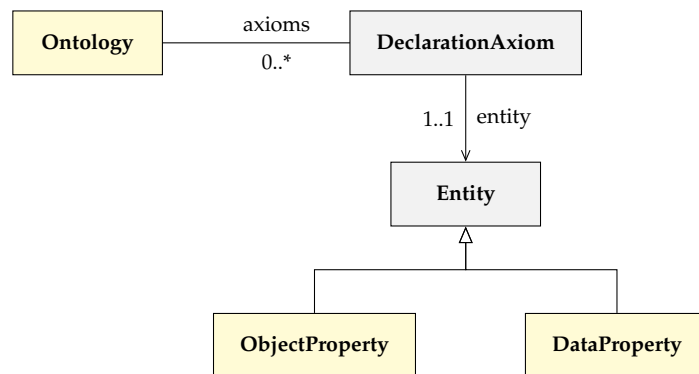 Ontology
axioms
0..*
DeclarationAxiom
1..1
entity
Entity
ObjectProperty
DataProperty